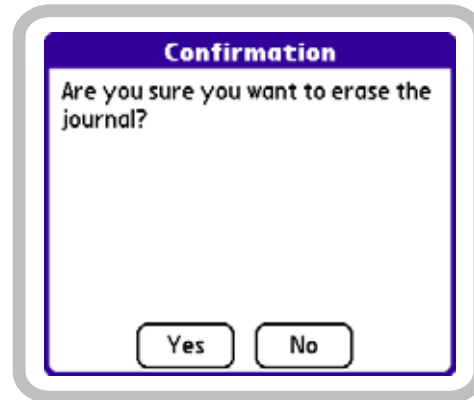 Confirmation
Are you sure you want to erase the
journal?
Yes
No